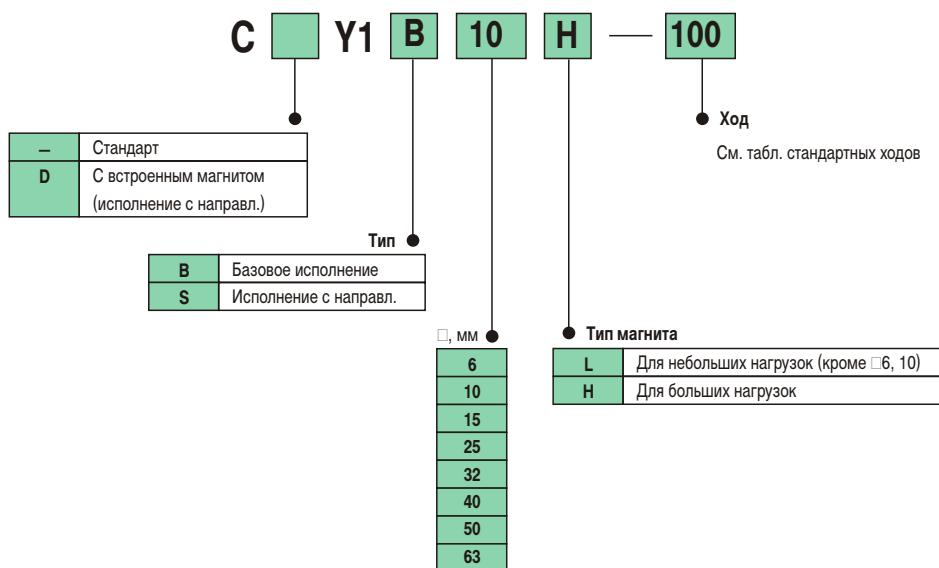 C Y1 B 10 H — 100
Ход
См. табл. стандартных ходов
– Стандарт
D С встроенным магнитом
(исполнение с направл.)
Тип
B Базовое исполнение
S Исполнение с направл.
□, мм
6
10
15
25
32
40
50
63
Тип магнита
L Для небольших нагрузок (кроме □6, 10)
H Для больших нагрузок